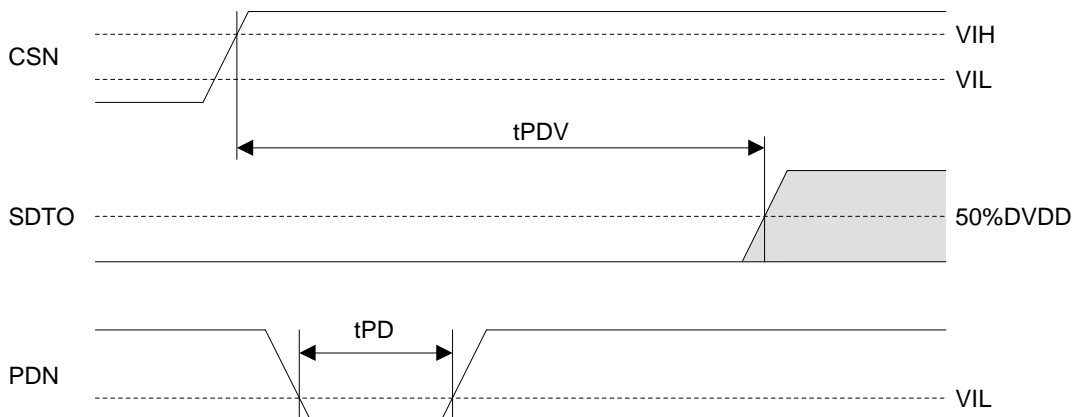 CSN
VIH
VIL
tPDV
SDTO
50%DVDD
tPD
PDN
VIL